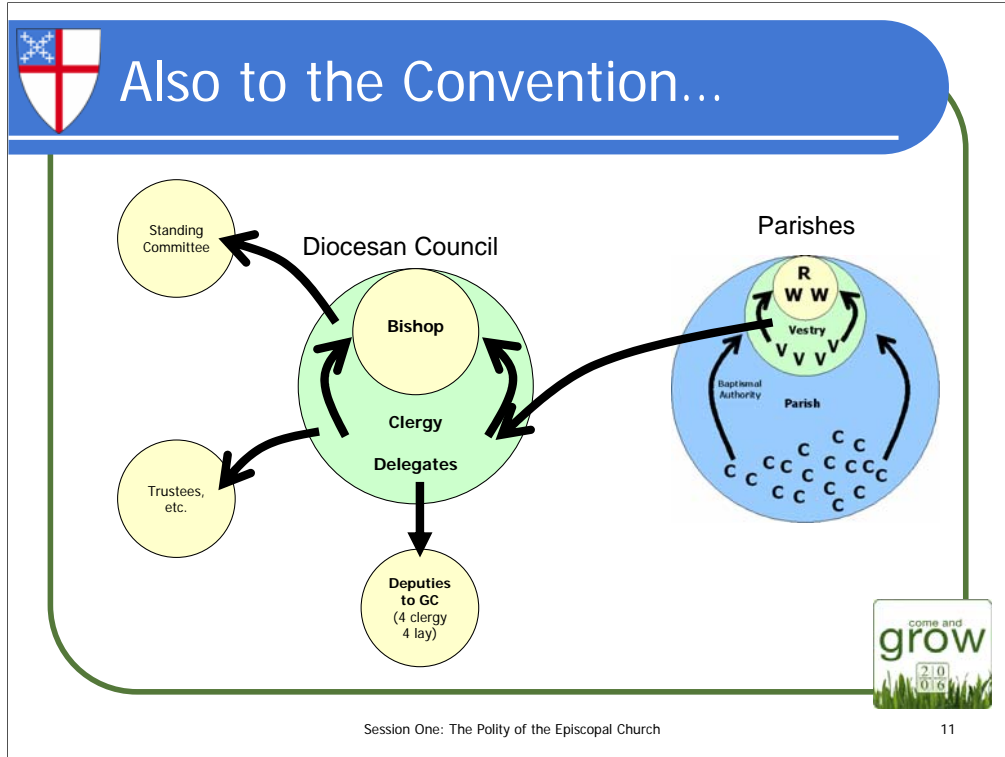 Also to the Convention...
Standing
Committee
Diocesan Council
Bishop
Clergy
Delegates
Trustees,
etc.
Deputies
to GC
(4 clergy
4 lay)
Parishes
R
W W
Vestry
V V V V
Baptismal
Authority
Parish
C C C C C C C C C C C C C C C C C C
come and
grow
2 0
0 6
Session One: The Polity of the Episcopal Church
11